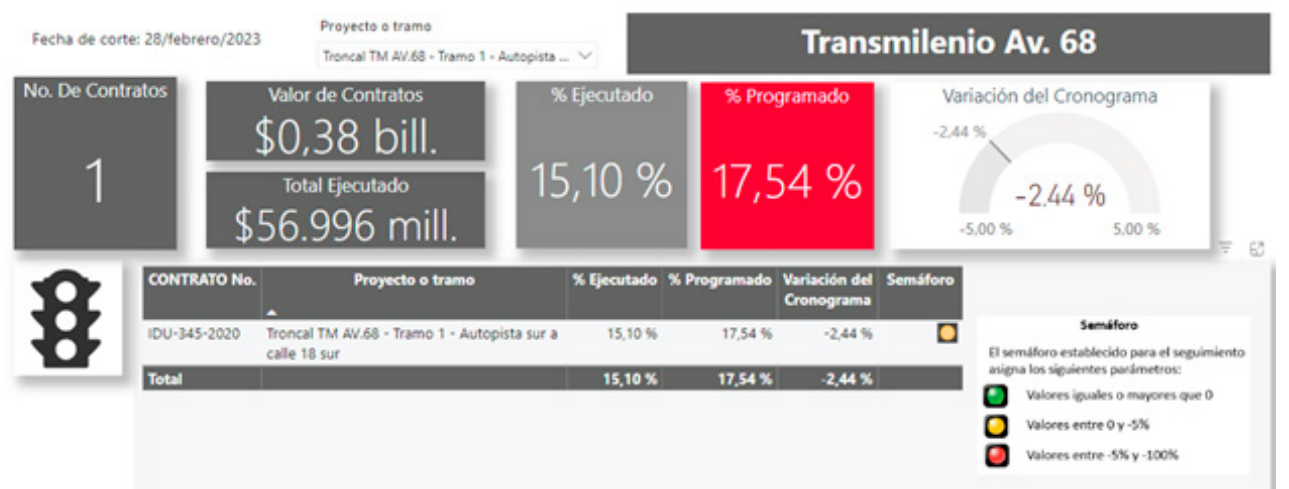 Fecha de corte: 28/febrero/2023
Proyecto o tramo
Troncal TM AV.68 - Tramo 1 - Autopista ...
Transmilenio Av. 68
No. De Contratos
1
Valor de Contratos
$0,38 bill.
Total Ejecutado
$56.996 mill.
% Ejecutado
15,10 %
% Programado
17,54 %
Variación del Cronograma
-2,44 %
-2,44 %
-5,00 %
5,00 %
CONTRATO No. Proyecto o tramo % Ejecutado % Programado Variación del Semáforo
Cronograma
IDU-345-2020 Troncal TM AV.68 - Tramo 1 - Autopista sur a 15,10 % 17,54 % -2,44 %
calle 18 sur
Total 15,10 % 17,54 % -2,44 %
Semáforo
El semáforo establecido para el seguimiento
asigna los siguientes parámetros:
Valores iguales o mayores que 0
Valores entre 0 y -5%
Valores entre -5% y -100%